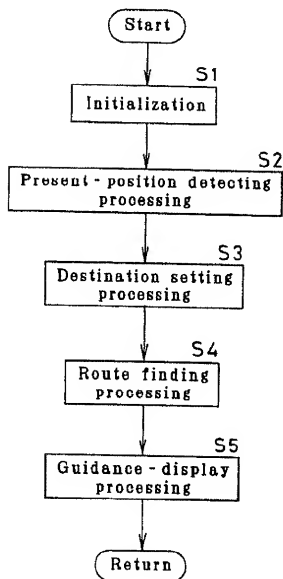 Start
S1
Initialization
S2
Present-position detecting
processing
S3
Destination setting
processing
S4
Route finding
processing
S5
Guidance-display
processing
Return